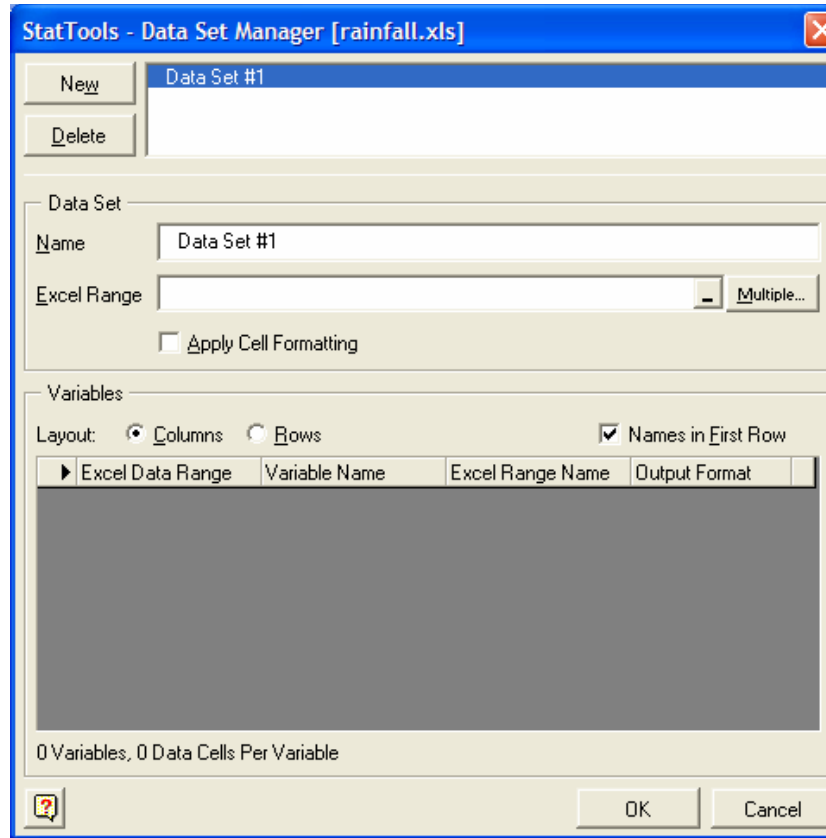 StatTools - Data Set Manager [rainfall.xls]
New
Data Set #1
Delete
Data Set
Name
Data Set #1
Excel Range
Multiple...
Apply Cell Formatting
Variables
Layout: Columns Rows Names in First Row
Excel Data Range Variable Name Excel Range Name Output Format
0 Variables, 0 Data Cells Per Variable
OK Cancel